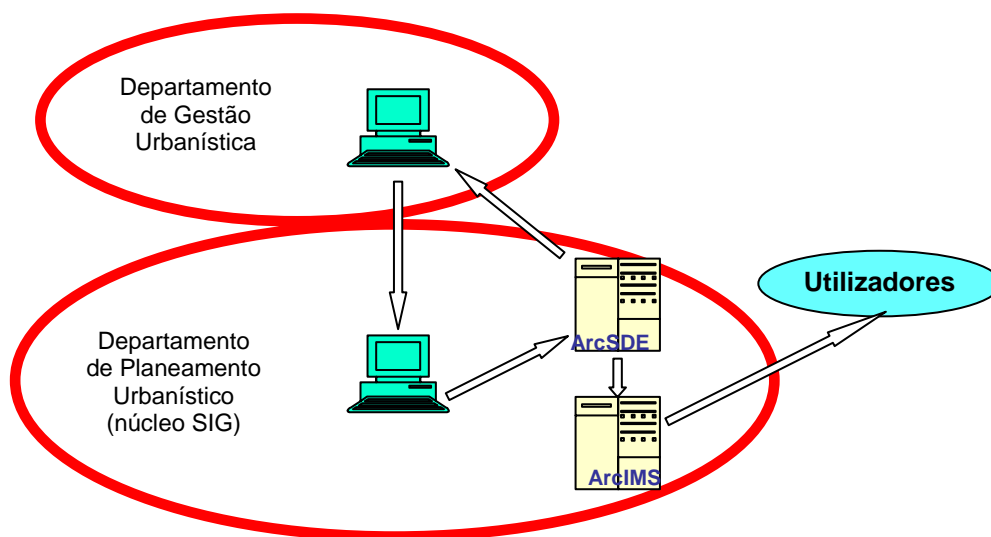 Departamento
de Gestão
Urbanística
Utilizadores
ArcSDE
Departamento
de Planeamento
Urbanístico
(núcleo SIG)
ArcIMS